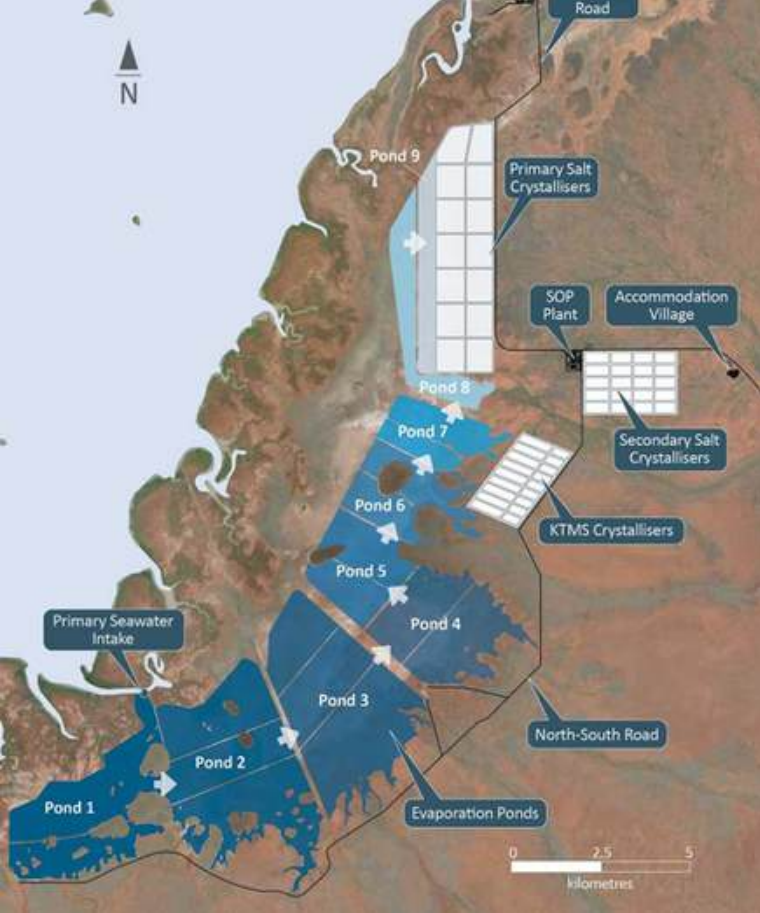 Road
N
Pond 9
Primary Salt
Crystallisers
SOP
Plant
Accommodation
Village
Pond 8
Pond 7
Secondary Salt
Crystallisers
Pond 6
KTMS Crystallisers
Pond 5
Primary Seawater
Intake
Pond 4
Pond 3
North-South Road
Pond 2
Pond 1
Evaporation Ponds
0 2.5 5
kilometres